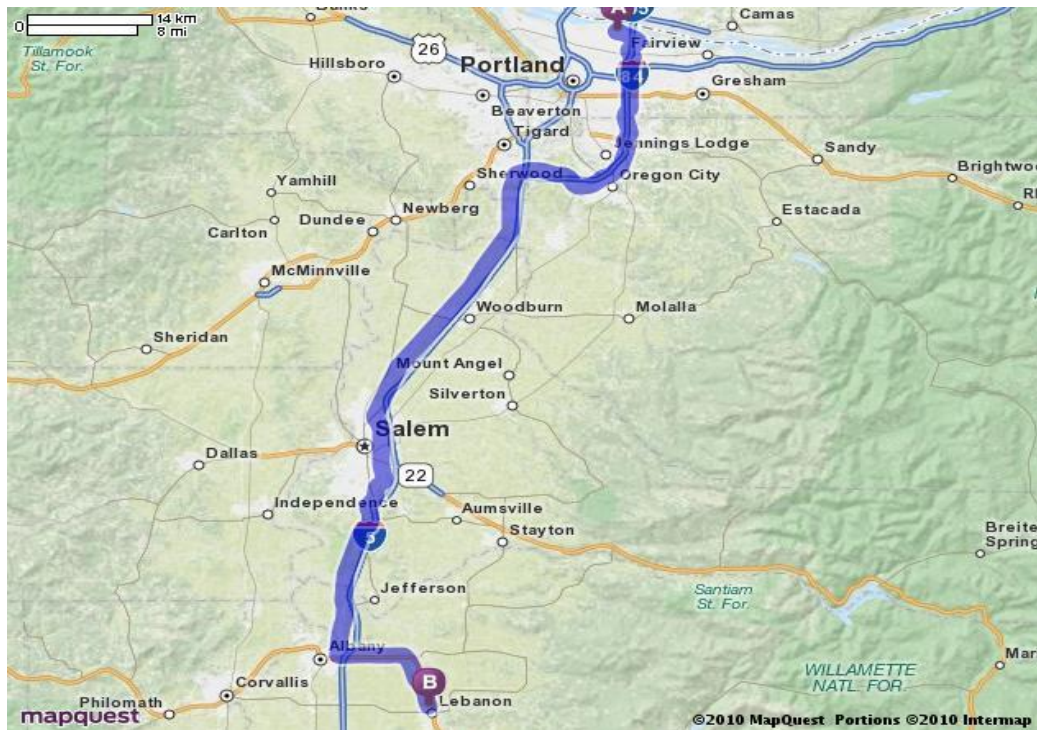 0
14 km
8 mi
Banks
A
5
Camas
Tillamook
St. For.
26
Fairview
Hillsboro
Portland
84
Gresham
Beaverton
Tigard
Jennings Lodge
Sandy
Brightwo
Sherwood
Oregon City
Yamhill
Newberg
Estacada
Dundee
Carlton
McMinnville
Woodburn
Molalla
Sheridan
Mount Angel
Silverton
Salem
Dallas
22
Independence
Aumsville
Stayton
5
Breite
Spring
Jefferson
Santiam
St. For.
Albany
Mar
WILLAMETTE
NATL. FOR.
B
Corvallis
Lebanon
Philomath
mapquest
©2010 MapQuest Portions ©2010 Intermap